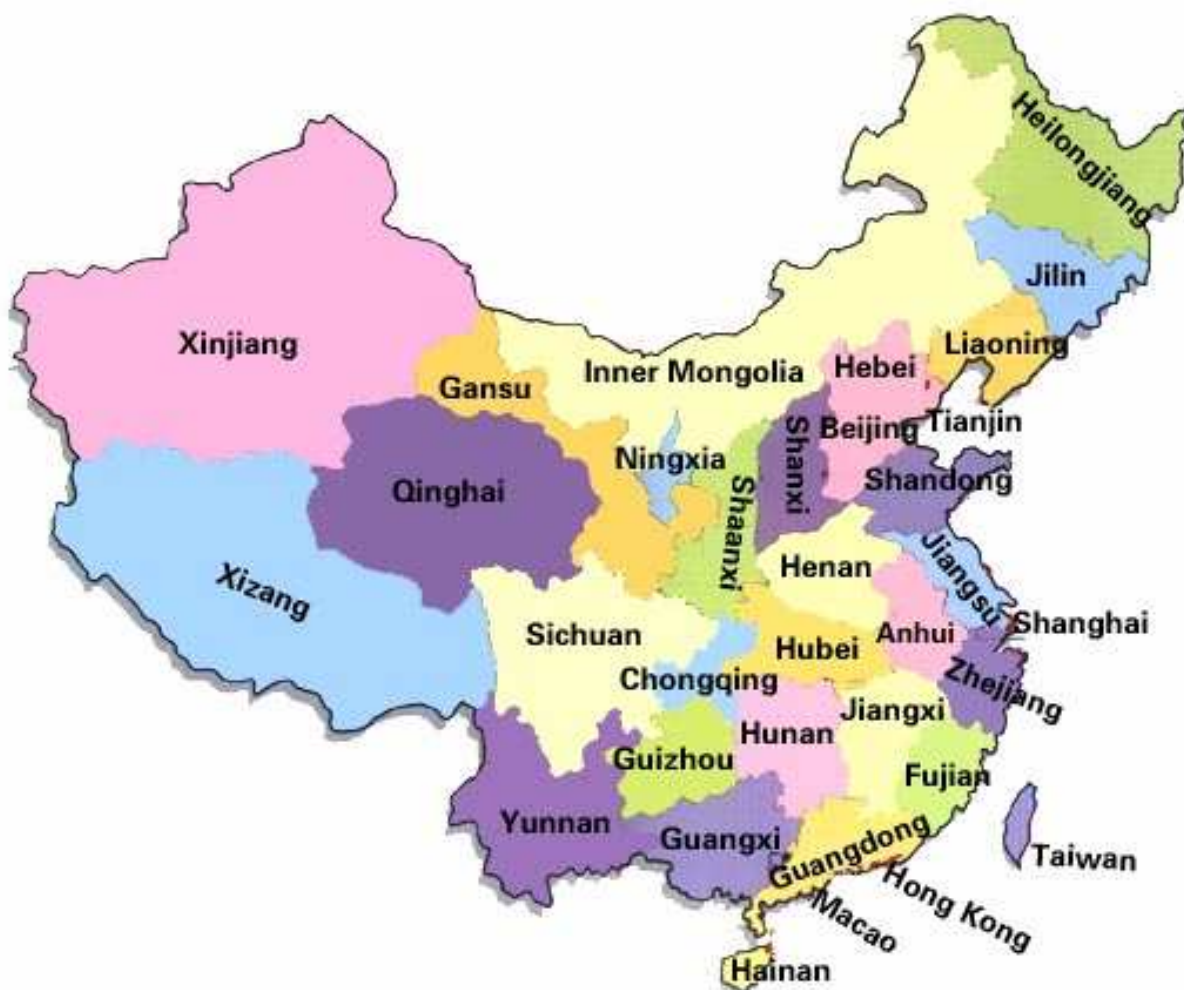 Heilongjiang
Jilin
Xinjiang
Liaoning
Gansu
Inner Mongolia
Hebei
Beijing
Tianjin
Shanxi
Ningxia
Qinghai
Shandong
Shaanxi
Xizang
Henan
Jiangsu
Sichuan
Hubei
Anhui
Shanghai
Chongqing
Zhejiang
Jiangxi
Hunan
Guizhou
Fujian
Yunnan
Guangxi
Guangdong
Taiwan
Hong Kong
Macao
Hainan